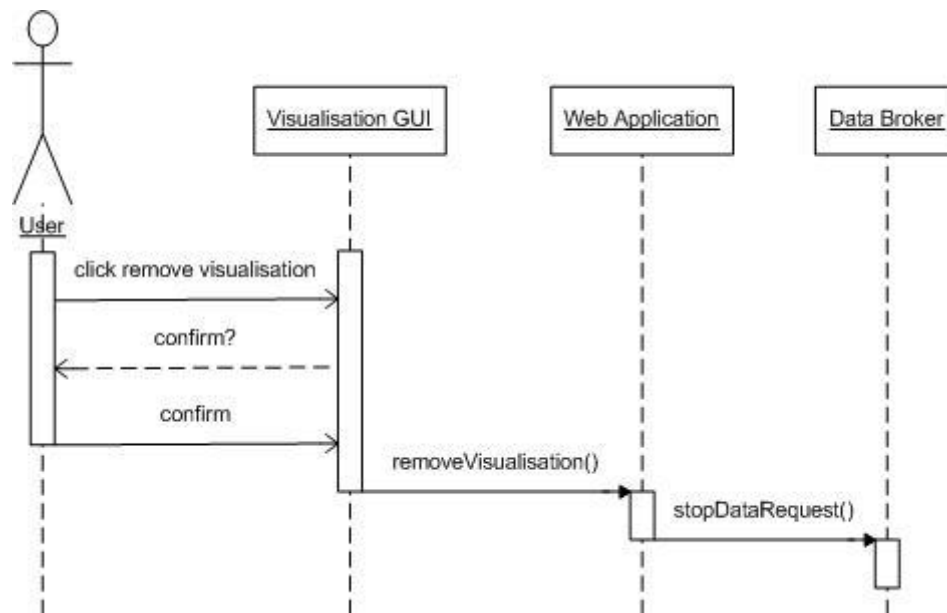 Visualisation GUI
Web Application
Data Broker
User
click remove visualisation
confirm?
confirm
removeVisualisation()
stopDataRequest()